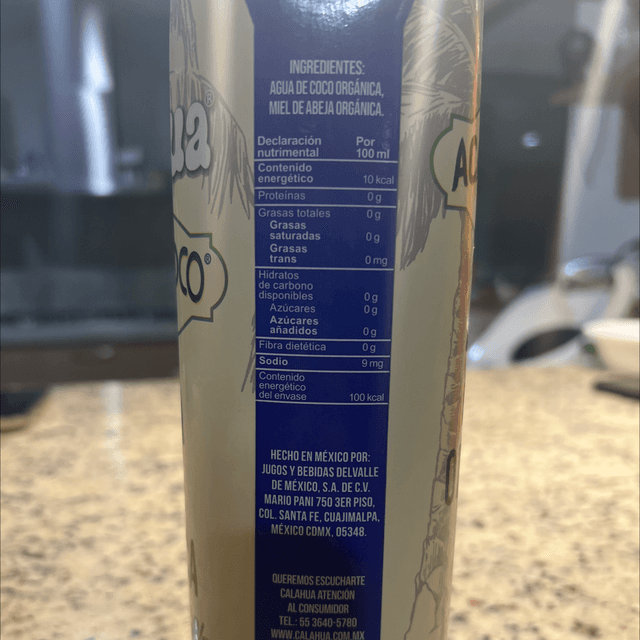 ua®
OCO®
AC
INGREDIENTES:
AGUA DE COCO ORGÁNICA,
MIEL DE ABEJA ORGÁNICA.
Declaración nutrimental Por 100 ml
Contenido energético 10 kcal
Proteínas 0 g
Grasas totales 0 g
Grasas saturadas 0 g
Grasas trans 0 mg
Hidratos de carbono disponibles 0 g
Azúcares 0 g
Azúcares añadidos 0 g
Fibra dietética 0 g
Sodio 9 mg
Contenido energético del envase 100 kcal
HECHO EN MÉXICO POR:
JUGOS Y BEBIDAS DELVALLE
DE MÉXICO, S.A. DE C.V.
MARIO PANI 750 3ER PISO,
COL. SANTA FE, CUAJIMALPA,
MÉXICO CDMX, 05348.
QUEREMOS ESCUCHARTE
CALAHUA ATENCIÓN
AL CONSUMIDOR
TEL.: 55 3640-5780
WWW.CALAHUA.COM.MX